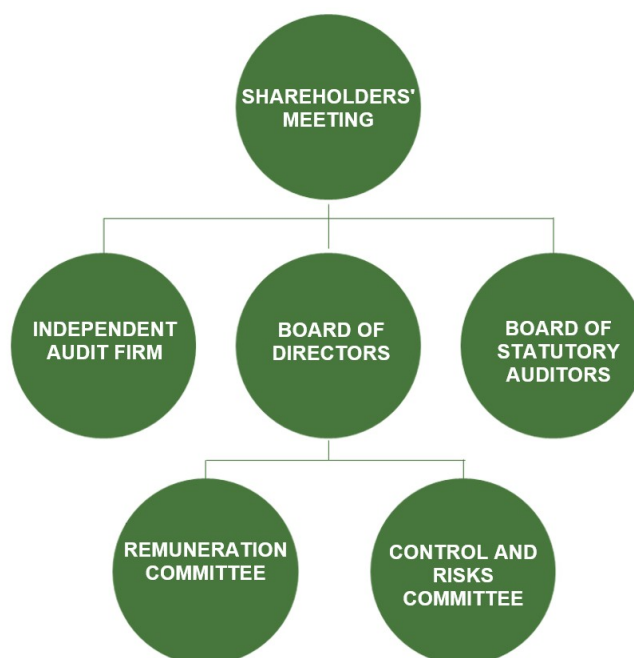 SHAREHOLDERS'
MEETING
INDEPENDENT
AUDIT FIRM
BOARD OF
DIRECTORS
BOARD OF
STATUTORY
AUDITORS
REMUNERATION
COMMITTEE
CONTROL AND
RISKS
COMMITTEE